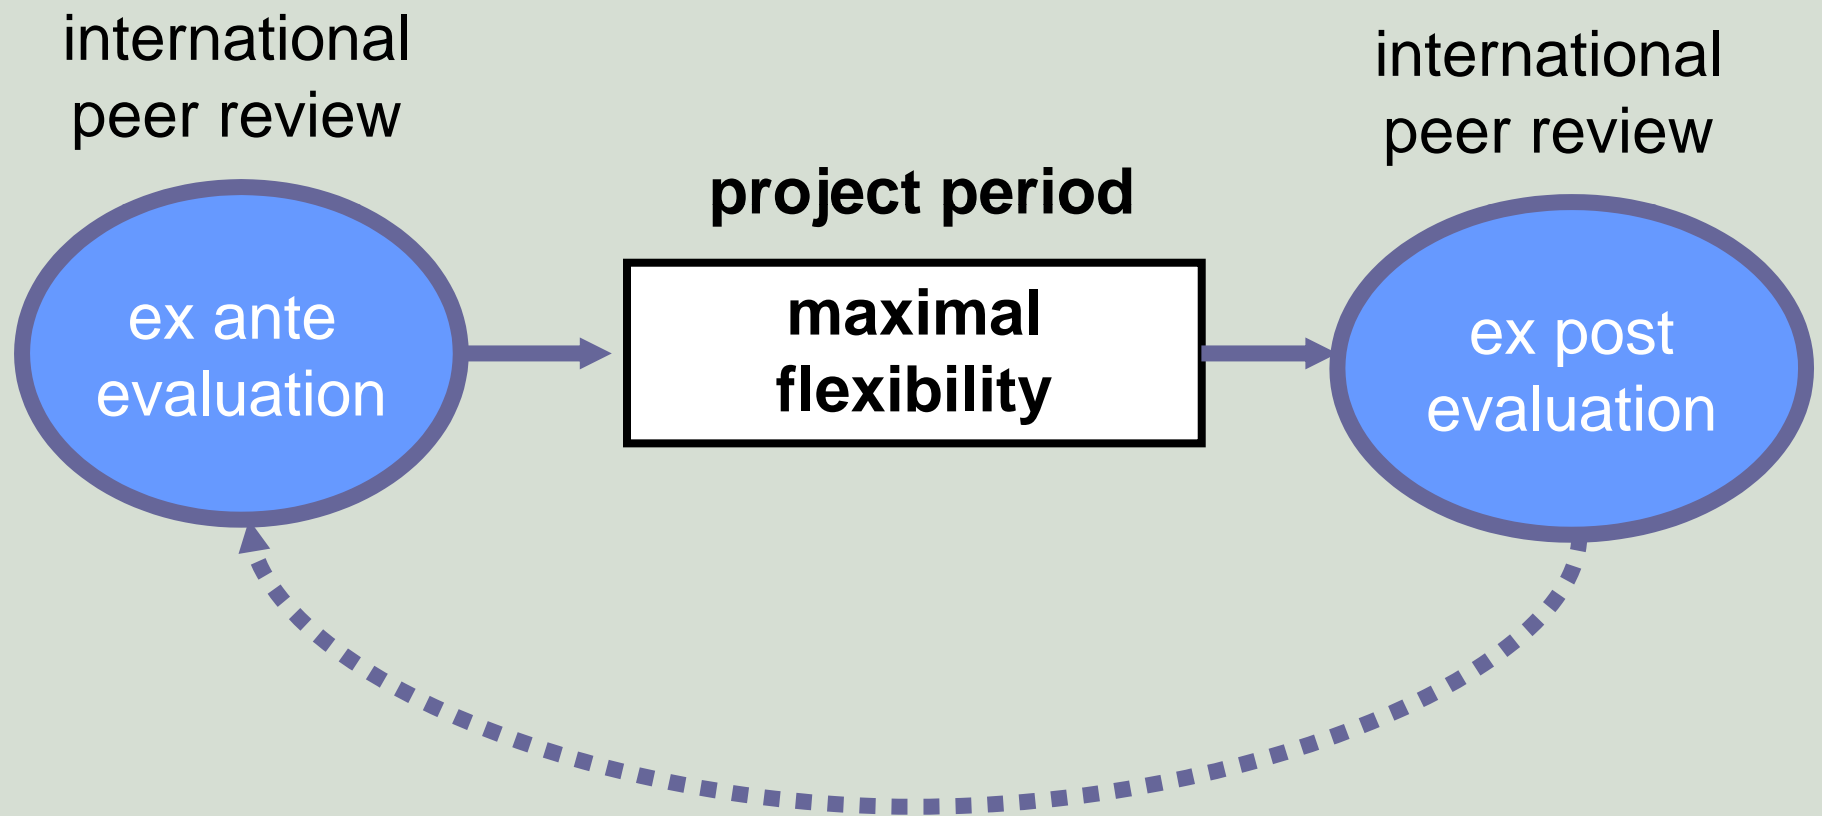 international
peer review
ex ante
evaluation
project period
maximal
flexibility
international
peer review
ex post
evaluation